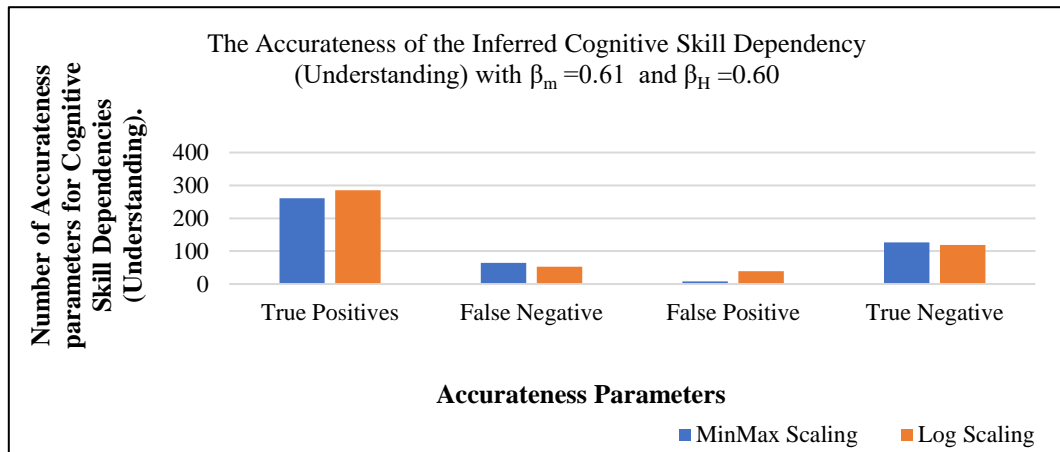 The Accurateness of the Inferred Cognitive Skill Dependency
(Understanding) with βm =0.61 and βH =0.60
Number of Accurateness
parameters for Cognitive
Skill Dependencies
(Understanding).
400
300
200
100
0
True Positives
False Negative
False Positive
True Negative
Accurateness Parameters
MinMax Scaling
Log Scaling